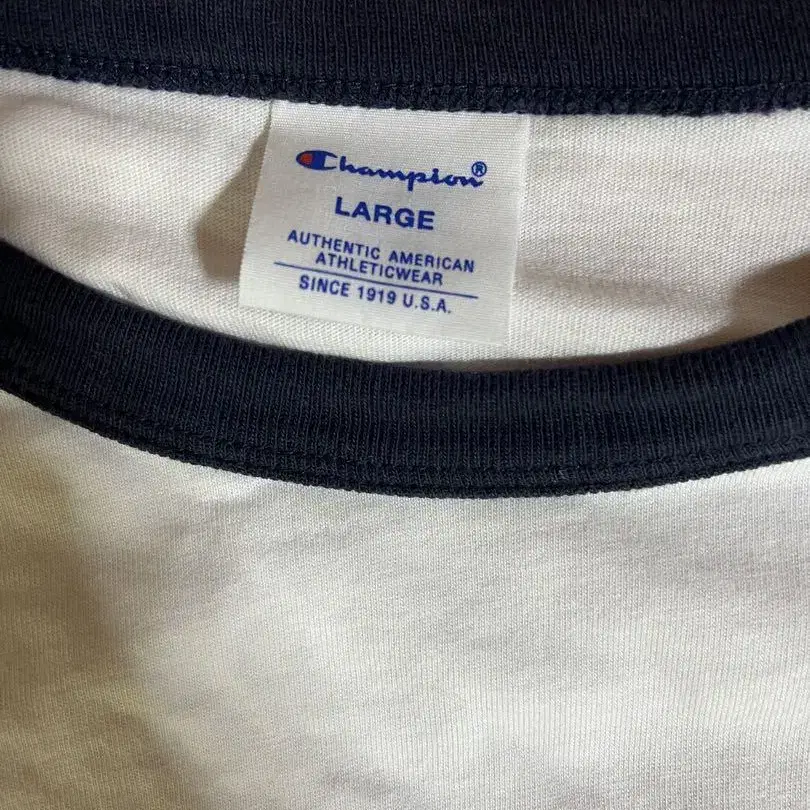 Champion®
LARGE
AUTHENTIC AMERICAN
ATHLETICWEAR
SINCE 1919 U.S.A.